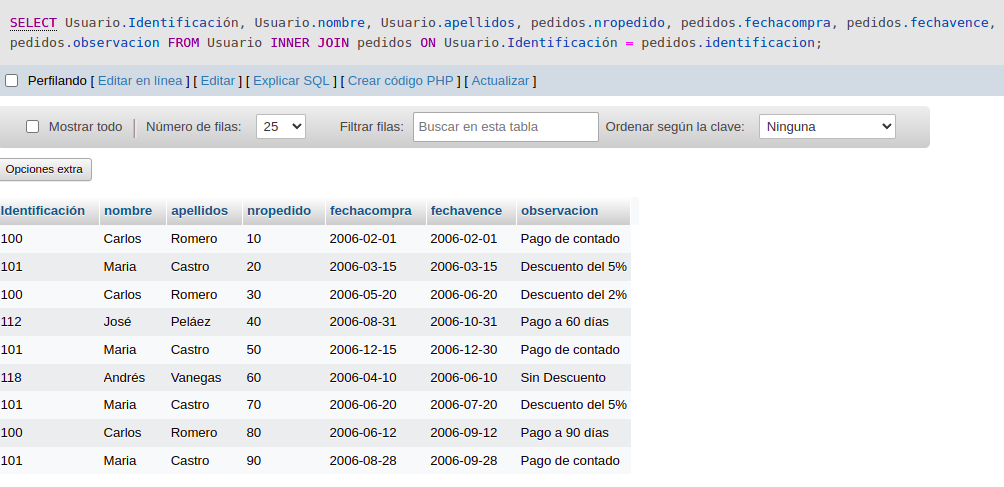 SELECT Usuario.Identificación, Usuario.nombre, Usuario.apellidos, pedidos.nropedido, pedidos.fechacompra, pedidos.fechavence,
pedidos.observacion FROM Usuario INNER JOIN pedidos ON Usuario.Identificación = pedidos.identificacion;
Perfilando [ Editar en línea ] [ Editar ] [ Explicar SQL ] [ Crear código PHP ] [ Actualizar ]
Mostrar todo | Número de filas: 25 Filtrar filas: Buscar en esta tabla Ordenar según la clave: Ninguna
Opciones extra
Identificación nombre apellidos nropedido fechacompra fechavence observacion
100 Carlos Romero 10 2006-02-01 2006-02-01 Pago de contado
101 Maria Castro 20 2006-03-15 2006-03-15 Descuento del 5%
100 Carlos Romero 30 2006-05-20 2006-06-20 Descuento del 2%
112 José Peláez 40 2006-08-31 2006-10-31 Pago a 60 días
101 Maria Castro 50 2006-12-15 2006-12-30 Pago de contado
118 Andrés Vanegas 60 2006-04-10 2006-06-10 Sin Descuento
101 Maria Castro 70 2006-06-20 2006-07-20 Descuento del 5%
100 Carlos Romero 80 2006-06-12 2006-09-12 Pago a 90 días
101 Maria Castro 90 2006-08-28 2006-09-28 Pago de contado